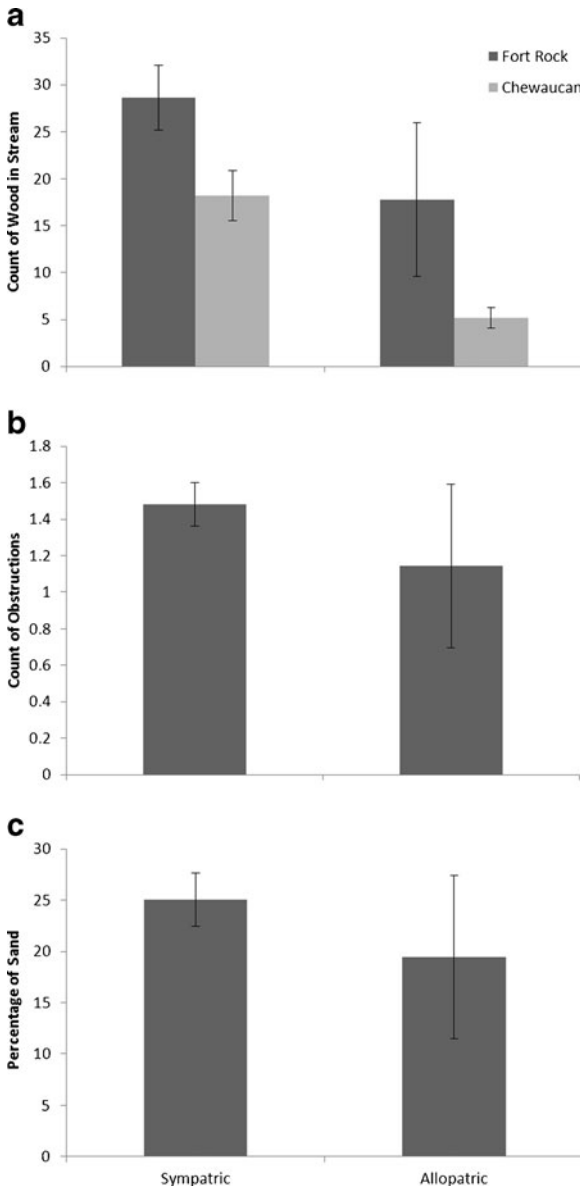 a
Count of Wood in Stream
35
30
25
20
15
10
5
0
Fort Rock
Chewaucan
b
Count of Obstructions
1.8
1.6
1.4
1.2
1
0.8
0.6
0.4
0.2
0
c
Percentage of Sand
30
25
20
15
10
5
0
Sympatric
Allopatric